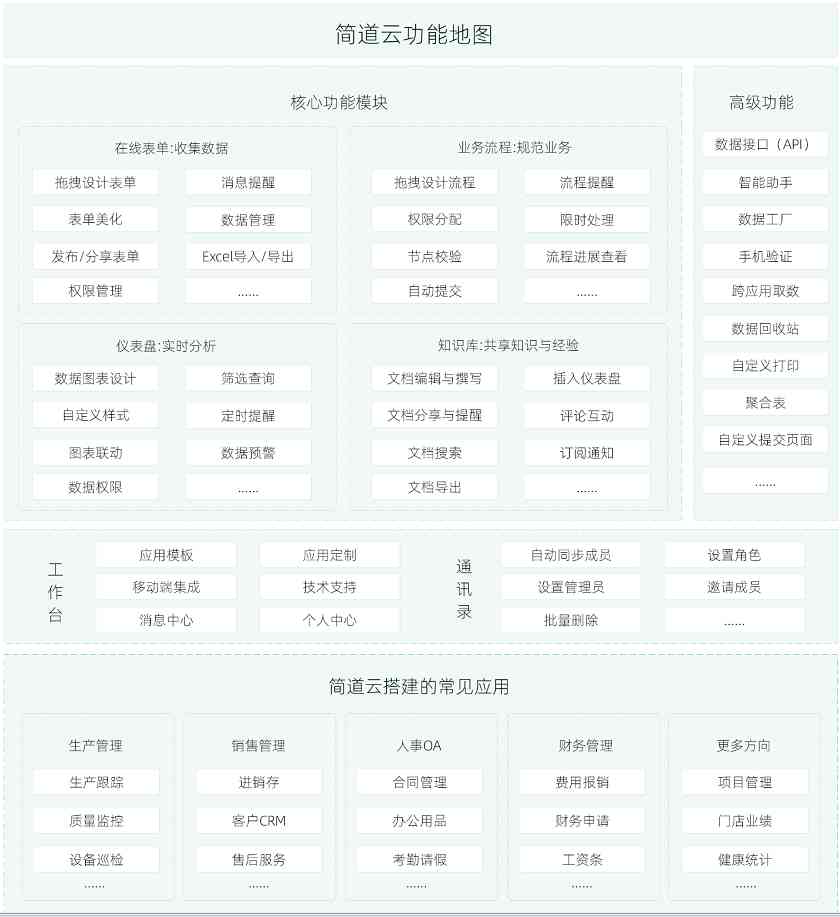 简道云功能地图
核心功能模块
在线表单:收集数据
拖拽设计表单
消息提醒
表单美化
数据管理
发布/分享表单
Excel导入/导出
权限管理
......
业务流程:规范业务
拖拽设计流程
流程提醒
权限分配
限时处理
节点校验
流程进展查看
自动提交
......
仪表盘:实时分析
数据图表设计
筛选查询
自定义样式
定时提醒
图表联动
数据预警
数据权限
......
知识库:共享知识与经验
文档编辑与撰写
插入仪表盘
文档分享与提醒
评论互动
文档搜索
订阅通知
文档导出
......
高级功能
数据接口（API）
智能助手
数据工厂
手机验证
跨应用取数
数据回收站
自定义打印
聚合表
自定义提交页面
......
工作台
应用模板
应用定制
移动端集成
技术支持
消息中心
个人中心
通讯录
自动同步成员
设置角色
设置管理员
邀请成员
批量删除
......
简道云搭建的常见应用
生产管理
生产跟踪
质量监控
设备巡检
......
销售管理
进销存
客户CRM
售后服务
......
人事OA
合同管理
办公用品
考勤请假
......
财务管理
费用报销
财务申请
工资条
......
更多方向
项目管理
门店业绩
健康统计
......